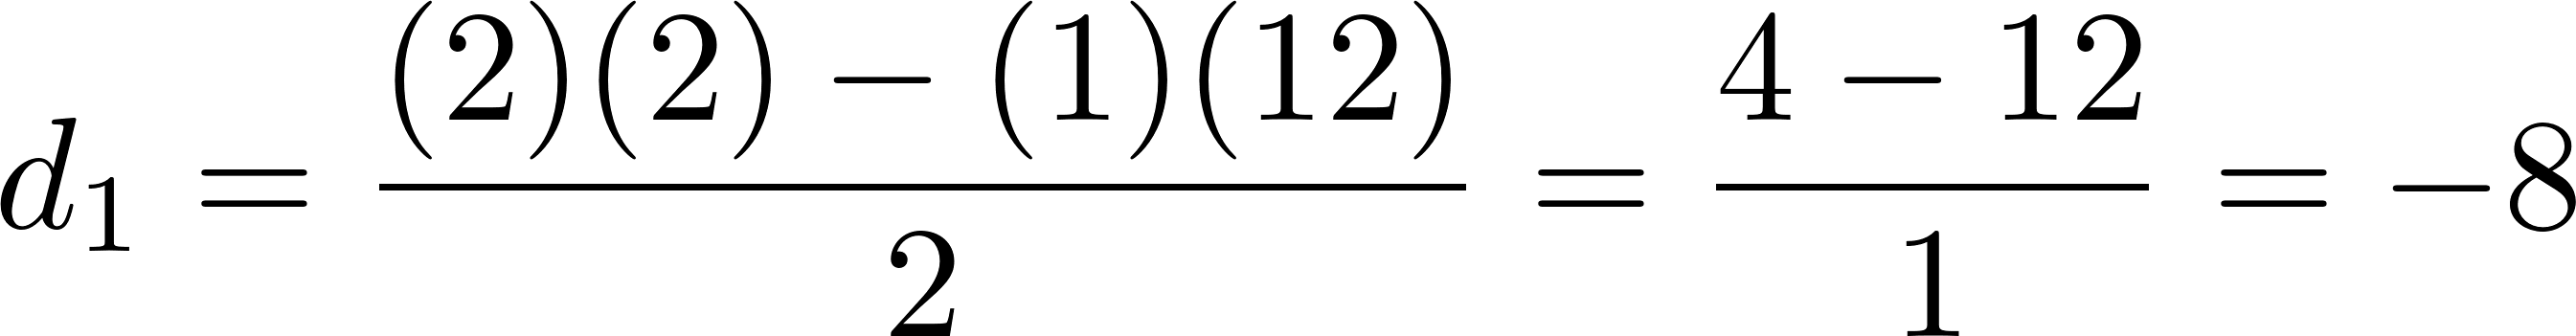 d_1 = \frac{(2)(2) - (1)(12)}{2} = \frac{4 - 12}{1} = -8